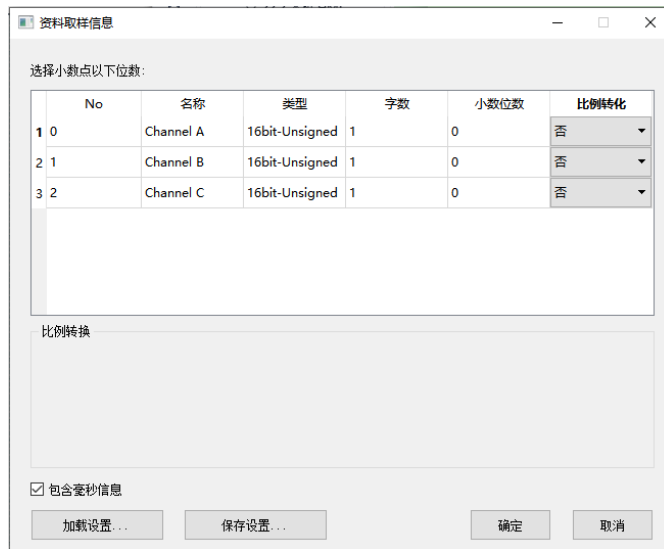 资料取样信息
选择小数点以下位数:
No 名称 类型 字数 小数位数 比例转化
1 0 Channel A 16bit-Unsigned 1 0 否
2 1 Channel B 16bit-Unsigned 1 0 否
3 2 Channel C 16bit-Unsigned 1 0 否
比例转换
包含毫秒信息
加载设置... 保存设置... 确定 取消